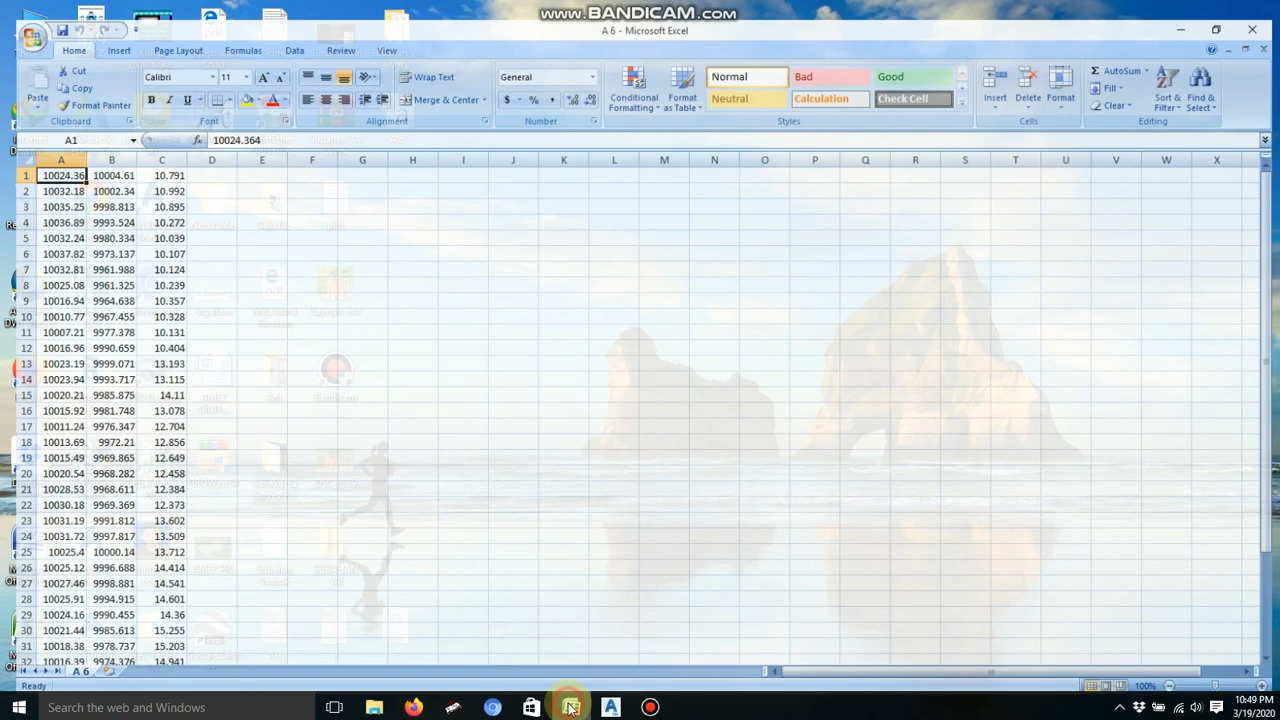 www.BANDICAM.com
A 6 - Microsoft Excel
Home Insert Page Layout Formulas Data Review View
Paste
Cut
Copy
Format Painter
Clipboard
Calibri 11
B I U
Font
Wrap Text
Merge & Center
Alignment
General
$ % ,
Number
Conditional Formatting
Format as Table
Normal Bad Good
Neutral Calculation Check Cell
Styles
Insert Delete Format
Cells
AutoSum
Fill
Clear
Sort & Filter
Find & Select
Editing
A1 fx 10024.364
A B C D E F G H I J K L M N O P Q R S T U V W X
1 10024.36 10004.61 10.791
2 10032.18 10002.34 10.992
3 10035.25 9998.813 10.895
4 10036.89 9993.524 10.272
5 10032.24 9980.334 10.039
6 10037.82 9973.137 10.107
7 10032.81 9961.988 10.124
8 10025.08 9961.325 10.239
9 10016.94 9964.638 10.357
10 10010.77 9967.455 10.328
11 10007.21 9977.378 10.131
12 10016.96 9990.659 10.404
13 10023.19 9999.071 13.193
14 10023.94 9993.717 13.115
15 10020.21 9985.875 14.11
16 10015.92 9981.748 13.078
17 10011.24 9976.347 12.704
18 10013.69 9972.21 12.856
19 10015.49 9969.865 12.649
20 10020.54 9968.282 12.458
21 10028.53 9968.611 12.384
22 10030.18 9969.369 12.373
23 10031.19 9991.812 13.602
24 10031.72 9997.817 13.509
25 10025.4 10000.14 13.712
26 10025.12 9996.688 14.414
27 10027.46 9998.881 14.541
28 10025.91 9994.915 14.601
29 10024.16 9990.455 14.36
30 10021.44 9985.613 15.255
31 10018.38 9978.737 15.203
32 10016.39 9974.376 14.941
A 6
Ready 100%
Search the web and Windows
10:49 PM
3/19/2020